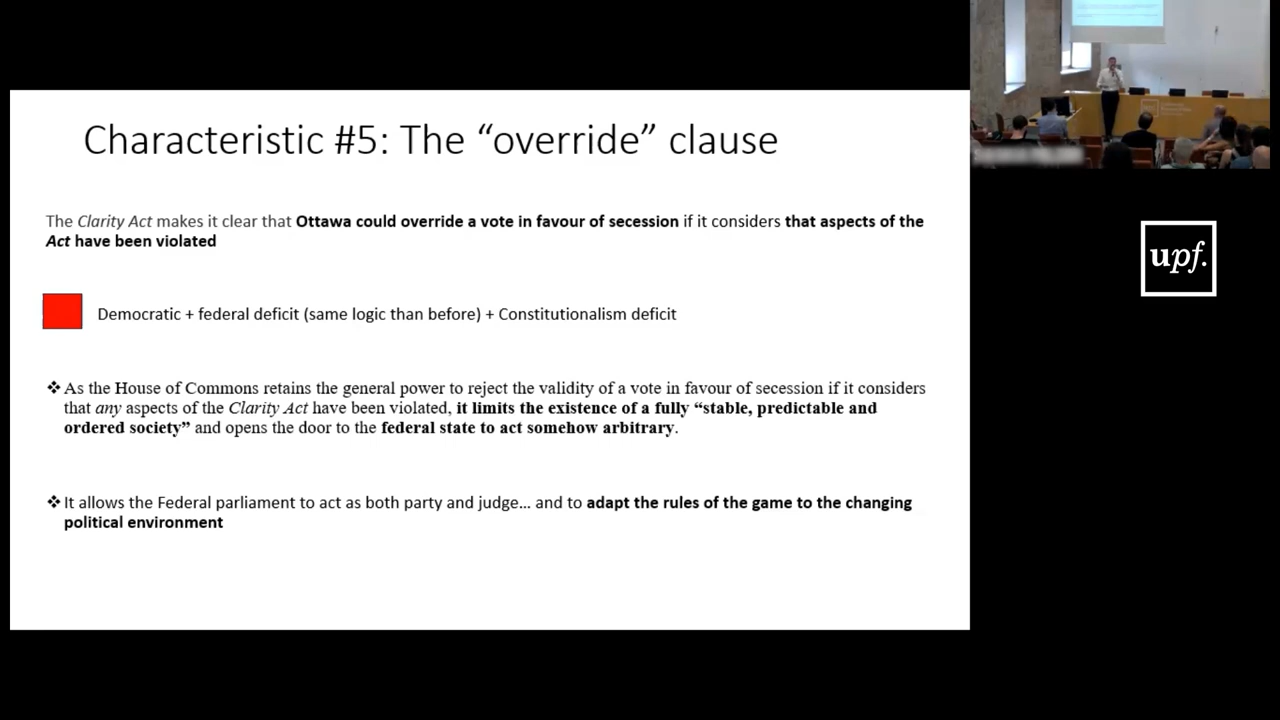 Characteristic #5: The “override” clause
The Clarity Act makes it clear that Ottawa could override a vote in favour of secession if it considers that aspects of the
Act have been violated
Democratic + federal deficit (same logic than before) + Constitutionalism deficit
❖As the House of Commons retains the general power to reject the validity of a vote in favour of secession if it considers
that any aspects of the Clarity Act have been violated, it limits the existence of a fully “stable, predictable and
ordered society” and opens the door to the federal state to act somehow arbitrary.
❖It allows the Federal parliament to act as both party and judge… and to adapt the rules of the game to the changing
political environment
upf.